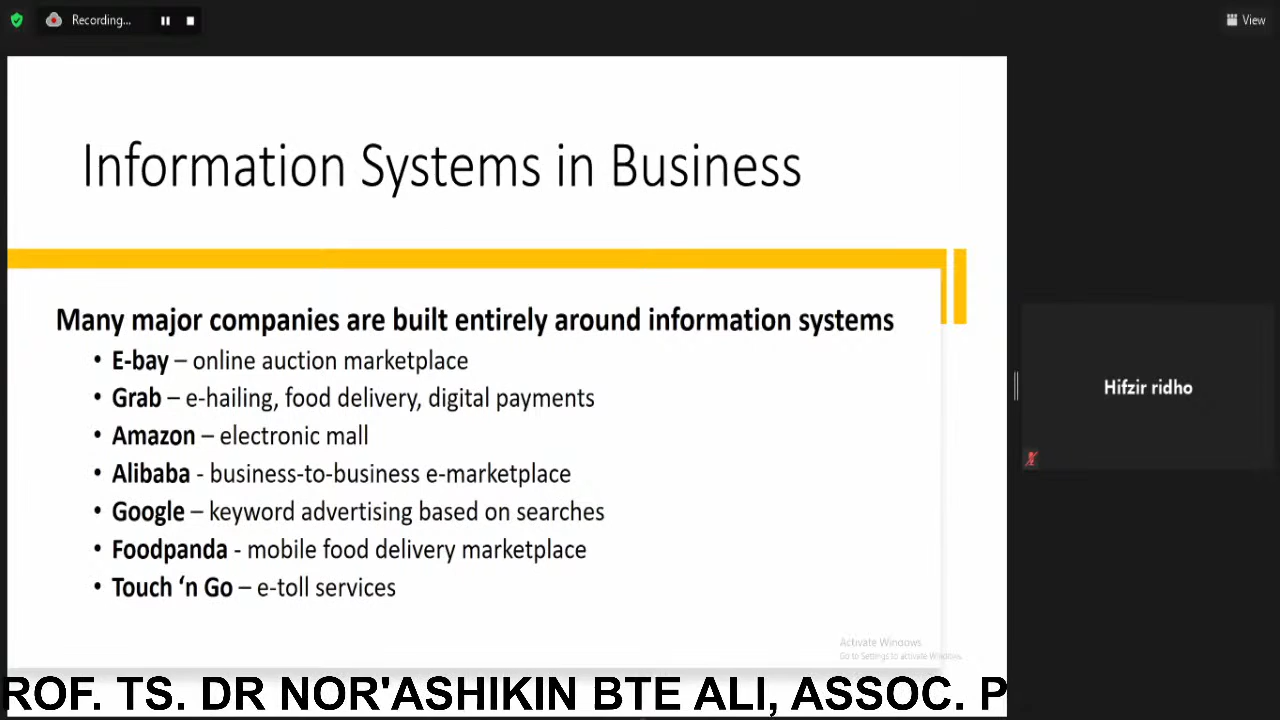 Recording...
View
Information Systems in Business
Many major companies are built entirely around information systems
• E-bay – online auction marketplace
• Grab – e-hailing, food delivery, digital payments
• Amazon – electronic mall
• Alibaba - business-to-business e-marketplace
• Google – keyword advertising based on searches
• Foodpanda - mobile food delivery marketplace
• Touch ‘n Go – e-toll services
Hifzir ridho
Activate Windows
Go to Settings to activate Windows.
ROF. TS. DR NOR'ASHIKIN BTE ALI, ASSOC. P